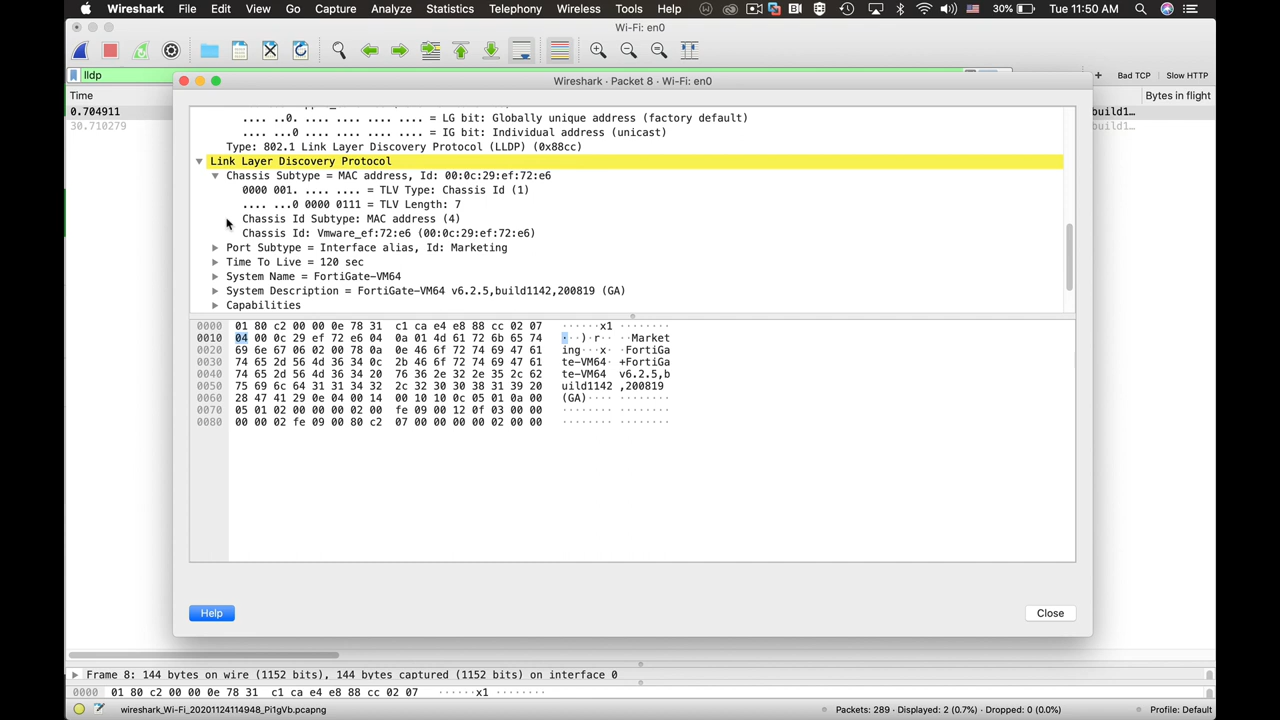 Wireshark File Edit View Go Capture Analyze Statistics Telephony Wireless Tools Help 30% Tue 11:50 AM
Wi-Fi: en0
lldp + Bad TCP Slow HTTP
Wireshark · Packet 8 · Wi-Fi: en0
Time Bytes in flight
0.704911 build1…
30.710279 build1…
.... ..0. .... .... .... .... = LG bit: Globally unique address (factory default)
.... ...0 .... .... .... .... = IG bit: Individual address (unicast)
Type: 802.1 Link Layer Discovery Protocol (LLDP) (0x88cc)
Link Layer Discovery Protocol
Chassis Subtype = MAC address, Id: 00:0c:29:ef:72:e6
0000 001. .... .... = TLV Type: Chassis Id (1)
.... ...0 0000 0111 = TLV Length: 7
Chassis Id Subtype: MAC address (4)
Chassis Id: Vmware_ef:72:e6 (00:0c:29:ef:72:e6)
Port Subtype = Interface alias, Id: Marketing
Time To Live = 120 sec
System Name = FortiGate-VM64
System Description = FortiGate-VM64 v6.2.5,build1142,200819 (GA)
Capabilities
0000 01 80 c2 00 00 0e 78 31 c1 ca e4 e8 88 cc 02 07 ······x1 ········
0010 04 00 0c 29 ef 72 e6 04 0a 01 4d 61 72 6b 65 74 ···)·r·· ··Market
0020 69 6e 67 06 02 00 78 0a 0e 46 6f 72 74 69 47 61 ing···x· ·FortiGa
0030 74 65 2d 56 4d 36 34 0c 2b 46 6f 72 74 69 47 61 te-VM64· +FortiGa
0040 74 65 2d 56 4d 36 34 20 76 36 2e 32 2e 35 2c 62 te-VM64 v6.2.5,b
0050 75 69 6c 64 31 31 34 32 2c 32 30 30 38 31 39 20 uild1142 ,200819
0060 28 47 41 29 0e 04 00 14 00 10 10 0c 05 01 0a 00 (GA)···· ········
0070 05 01 02 00 00 00 02 00 fe 09 00 12 0f 03 00 00 ········ ········
0080 00 00 02 fe 09 00 80 c2 07 00 00 00 00 02 00 00 ········ ········
Help Close
Frame 8: 144 bytes on wire (1152 bits), 144 bytes captured (1152 bits) on interface 0
0000 01 80 c2 00 00 0e 78 31 c1 ca e4 e8 88 cc 02 07 ······x1 ········
wireshark_Wi-Fi_20201124114948_Pi1gVb.pcapng Packets: 289 · Displayed: 2 (0.7%) · Dropped: 0 (0.0%) Profile: Default